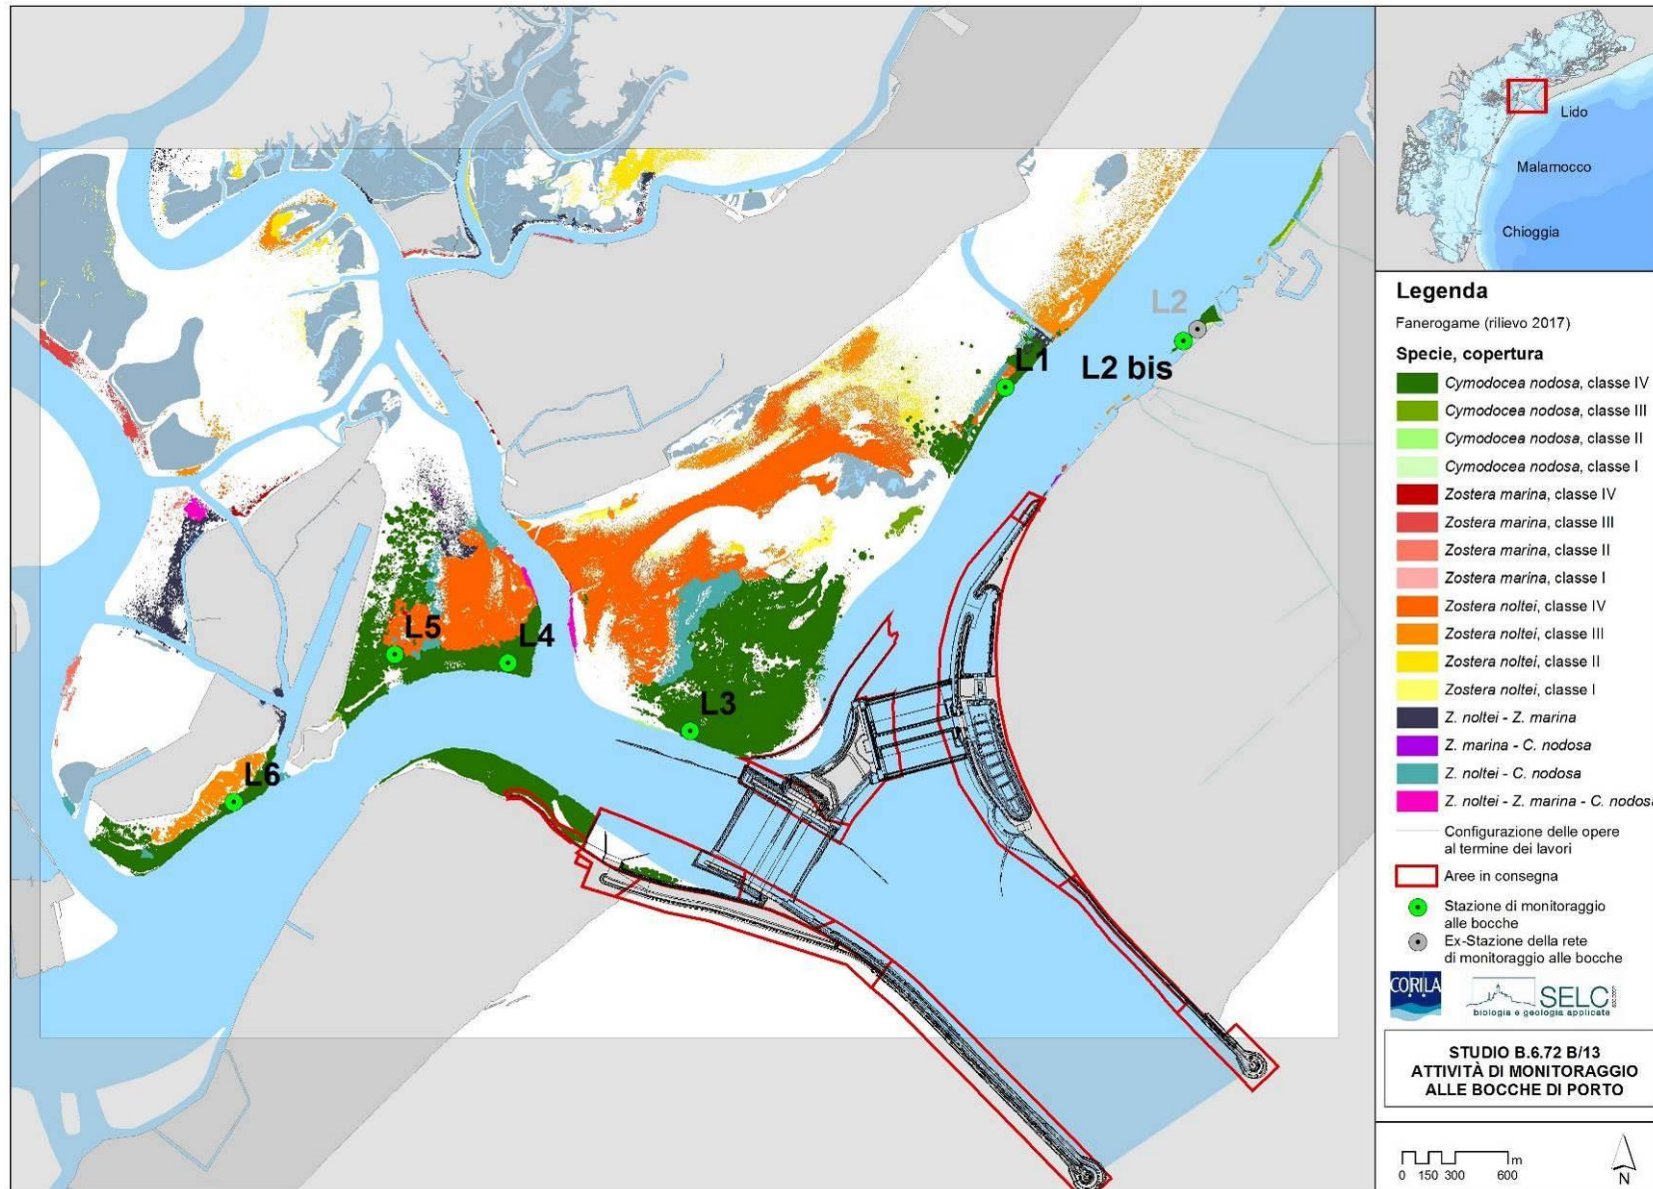 Lido
Malamocco
Chioggia
L2
L1
L2 bis
L5
L4
L3
L6
Legenda
Fanerogame (rilievo 2017)
Specie, copertura
Cymodocea nodosa, classe IV
Cymodocea nodosa, classe III
Cymodocea nodosa, classe II
Cymodocea nodosa, classe I
Zostera marina, classe IV
Zostera marina, classe III
Zostera marina, classe II
Zostera marina, classe I
Zostera noltei, classe IV
Zostera noltei, classe III
Zostera noltei, classe II
Zostera noltei, classe I
Z. noltei - Z. marina
Z. marina - C. nodosa
Z. noltei - C. nodosa
Z. noltei - Z. marina - C. nodosa
Configurazione delle opere
al termine dei lavori
Aree in consegna
Stazione di monitoraggio
alle bocche
Ex-Stazione della rete
di monitoraggio alle bocche
CORILA
SELC
biologia e geologia applicate
STUDIO B.6.72 B/13
ATTIVITÀ DI MONITORAGGIO
ALLE BOCCHE DI PORTO
m
0 150 300 600
N